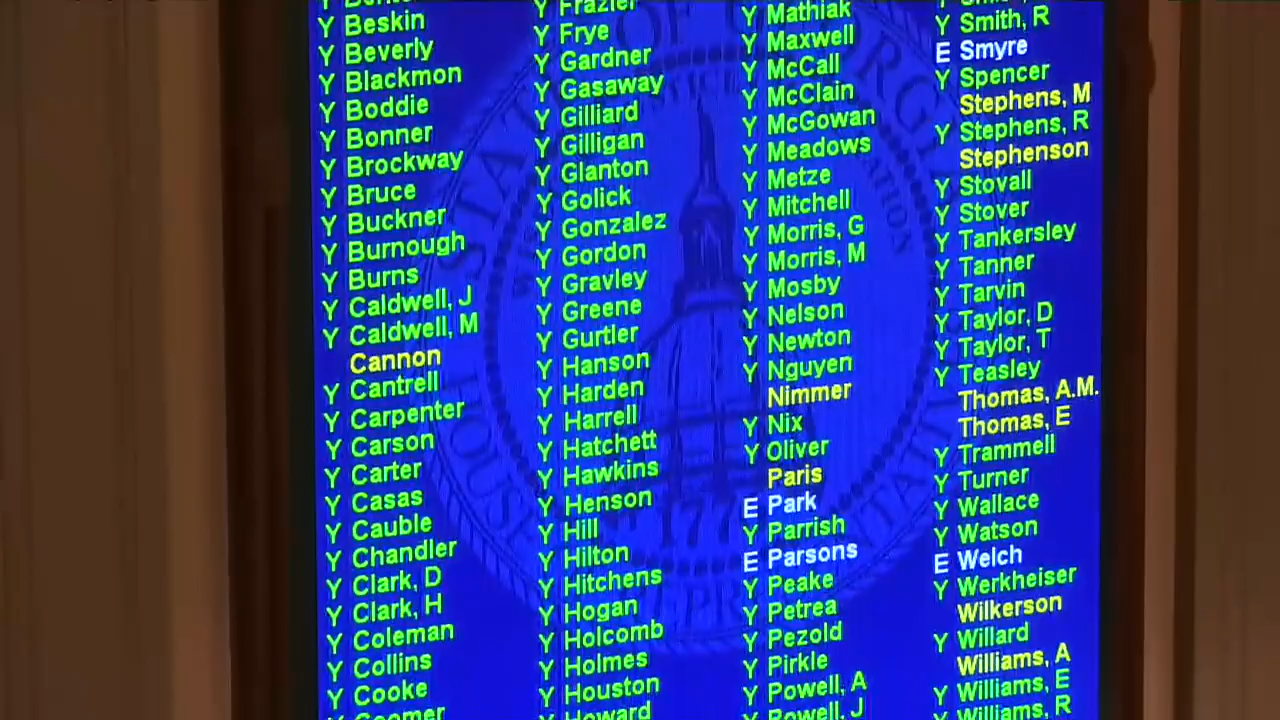 Y Beskin
Y Beverly
Y Blackmon
Y Boddie
Y Bonner
Y Brockway
Y Bruce
Y Buckner
Y Burnough
Y Burns
Y Caldwell, J
Y Caldwell, M
Cannon
Y Cantrell
Y Carpenter
Y Carson
Y Carter
Y Casas
Y Cauble
Y Chandler
Y Clark, D
Y Clark, H
Y Coleman
Y Collins
Y Cooke
Coomer
Y Frazier
Y Frye
Y Gardner
Y Gasaway
Y Gilliard
Y Gilligan
Y Glanton
Y Golick
Y Gonzalez
Y Gordon
Y Gravley
Y Greene
Y Gurtler
Y Hanson
Y Harden
Y Harrell
Y Hatchett
Y Hawkins
Y Henson
Y Hill
Y Hilton
Y Hitchens
Y Hogan
Y Holcomb
Y Holmes
Y Houston
Y Howard
Y Mathiak
Y Maxwell
Y McCall
Y McClain
Y McGowan
Y Meadows
Y Metze
Y Mitchell
Y Morris, G
Y Morris, M
Y Mosby
Y Nelson
Y Newton
Y Nguyen
Nimmer
Y Nix
Y Oliver
Paris
E Park
Y Parrish
E Parsons
Y Peake
Y Petrea
Y Pezold
Y Pirkle
Y Powell, A
Y Powell, J
Y Smith, R
E Smyre
Y Spencer
Stephens, M
Y Stephens, R
Stephenson
Y Stovall
Y Stover
Y Tankersley
Y Tanner
Y Tarvin
Y Taylor, D
Y Taylor, T
Y Teasley
Thomas, A.M.
Thomas, E
Y Trammell
Y Turner
Y Wallace
Y Watson
E Welch
Y Werkheiser
Wilkerson
Y Willard
Williams, A
Y Williams, E
Y Williams, R